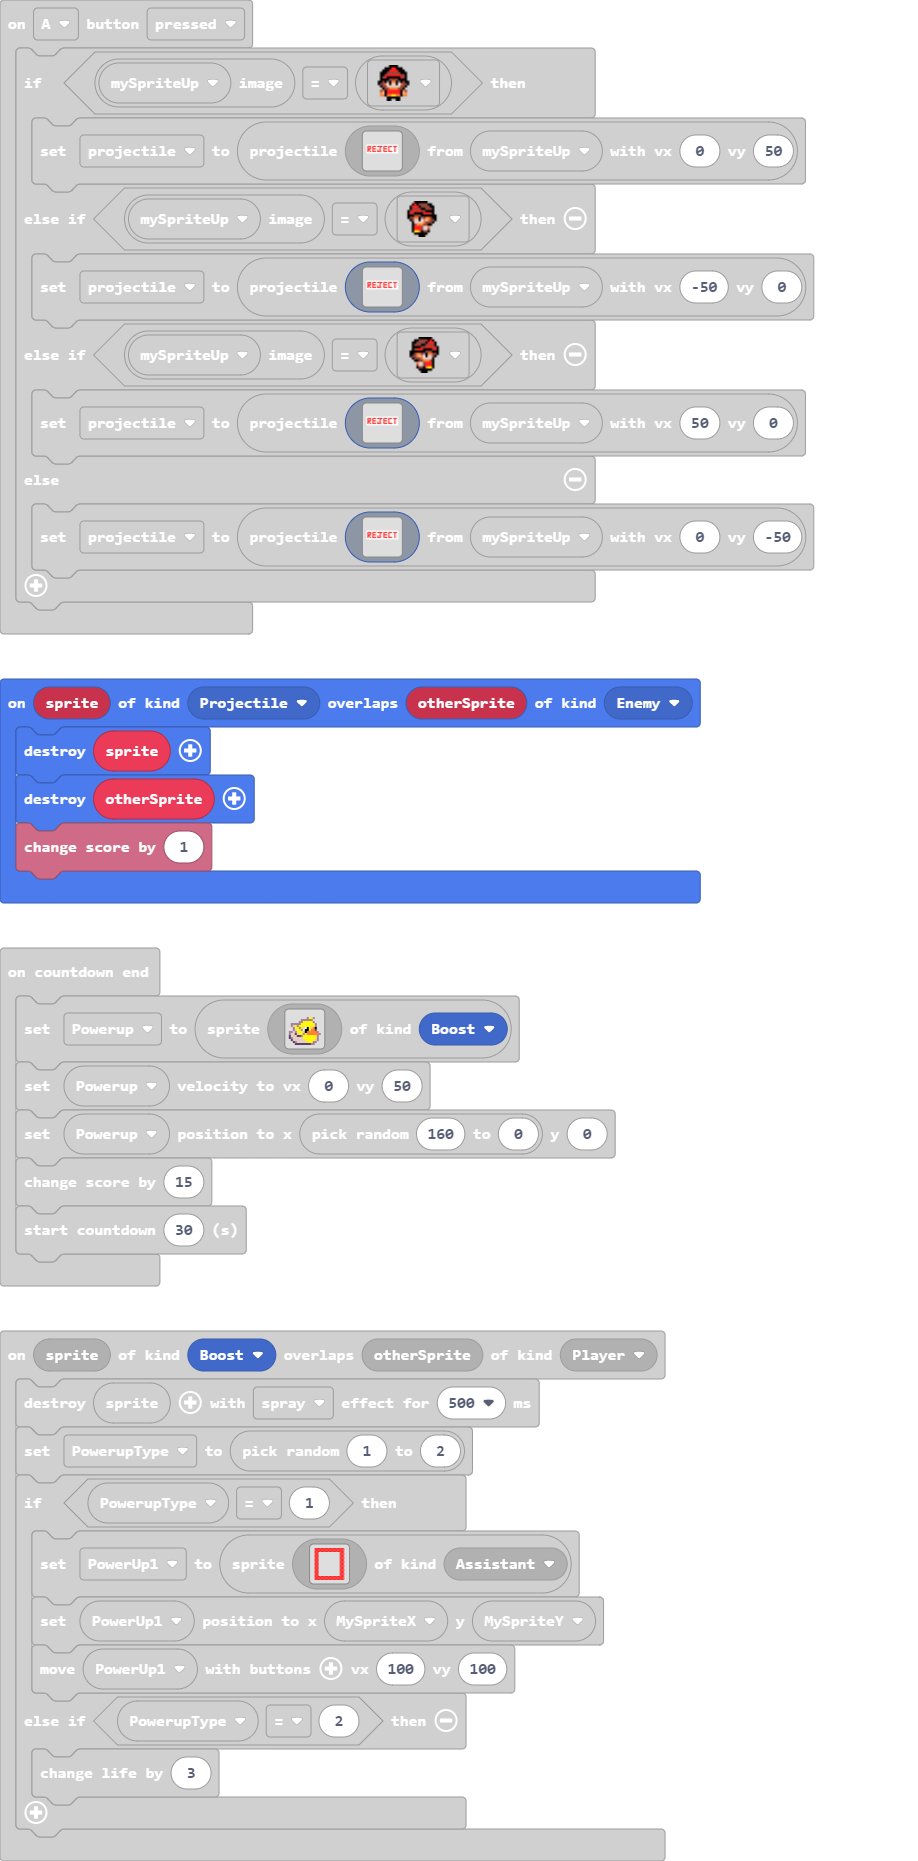 on A button pressed
if mySpriteUp image = then
set projectile to projectile REJECT from mySpriteUp with vx 0 vy 50
else if mySpriteUp image = then
set projectile to projectile REJECT from mySpriteUp with vx -50 vy 0
else if mySpriteUp image = then
set projectile to projectile REJECT from mySpriteUp with vx 50 vy 0
else
set projectile to projectile REJECT from mySpriteUp with vx 0 vy -50
on sprite of kind Projectile overlaps otherSprite of kind Enemy
destroy sprite
destroy otherSprite
change score by 1
on countdown end
set Powerup to sprite of kind Boost
set Powerup velocity to vx 0 vy 50
set Powerup position to x pick random 160 to 0 y 0
change score by 15
start countdown 30 (s)
on sprite of kind Boost overlaps otherSprite of kind Player
destroy sprite with spray effect for 500 ms
set PowerupType to pick random 1 to 2
if PowerupType = 1 then
set PowerUp1 to sprite of kind Assistant
set PowerUp1 position to x MySpriteX y MySpriteY
move PowerUp1 with buttons vx 100 vy 100
else if PowerupType = 2 then
change life by 3